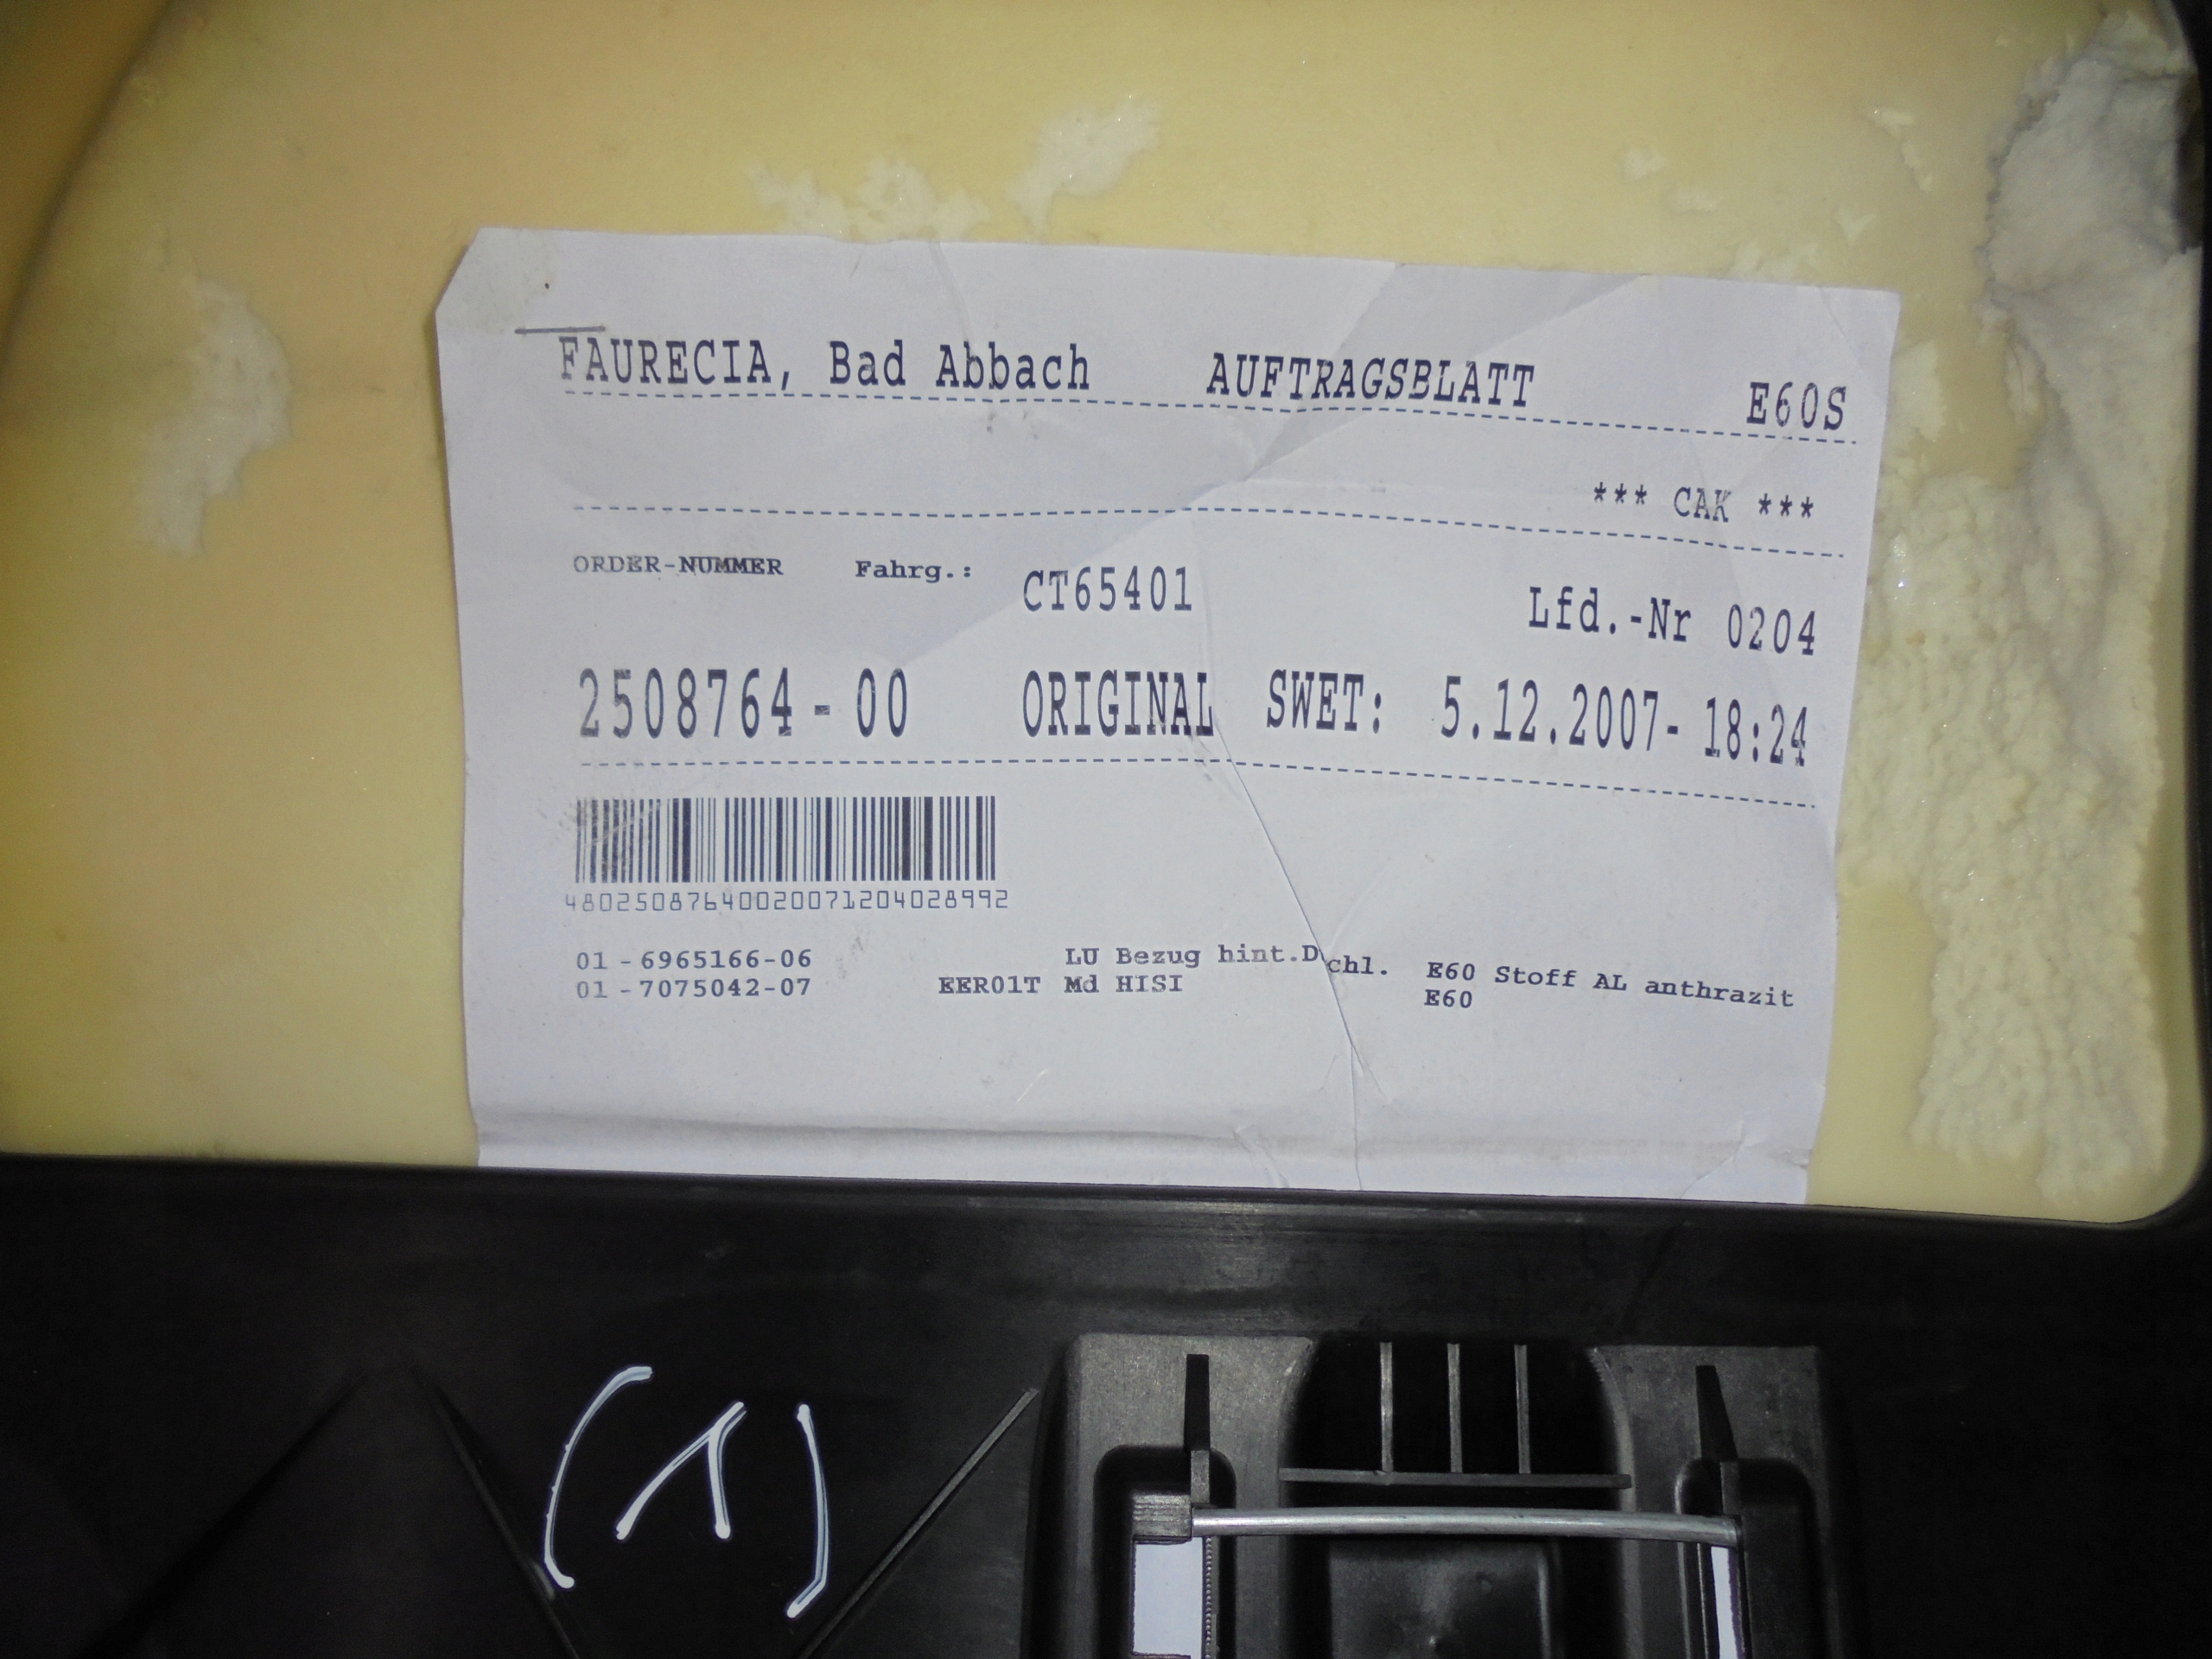 FAURECIA, Bad Abbach AUFTRAGSBLATT E60S
*** CAK ***
ORDER-NUMMER Fahrg.: CT65401 Lfd.-Nr 0204
2508764-00 ORIGINAL SWET: 5.12.2007- 18:24
48025087640020071204028992
01 - 6965166-06 LU Bezug hint.Dchl. E60 Stoff AL anthrazit
01 - 7075042-07 EER01T Md HISI E60
(1)